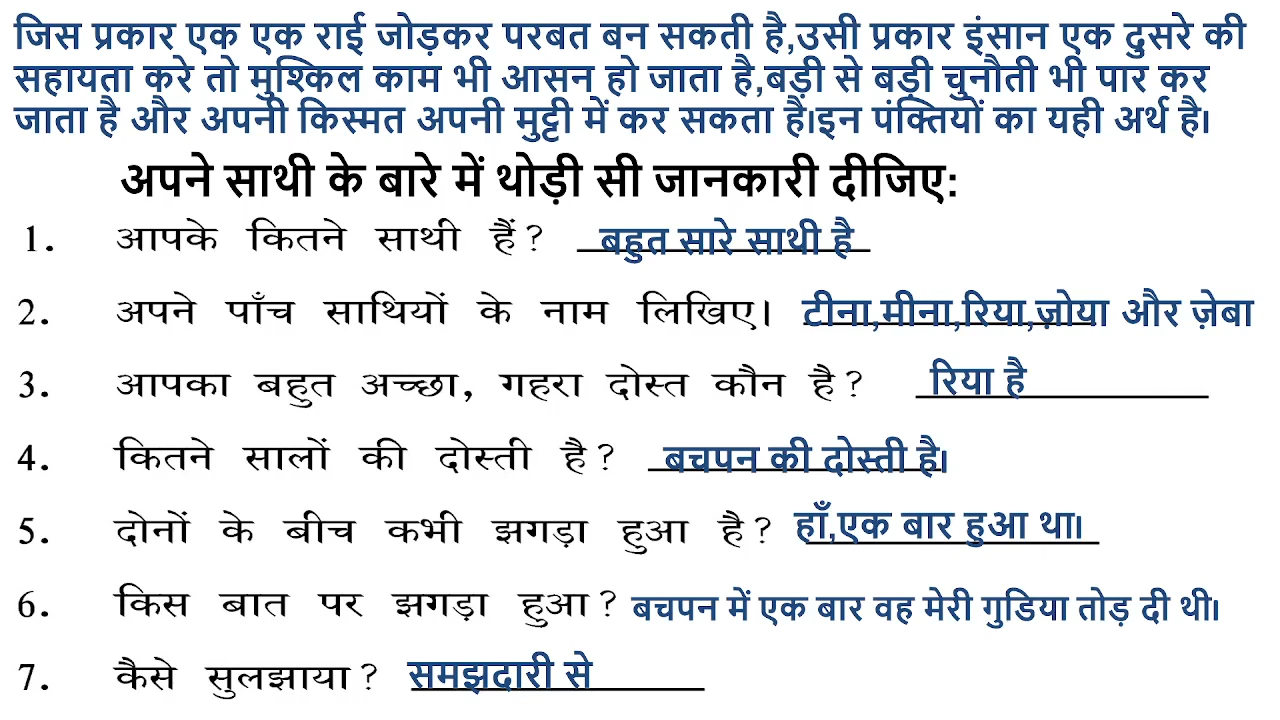 जिस प्रकार एक एक राई जोड़कर परबत बन सकती है,उसी प्रकार इंसान एक दुसरे की
सहायता करे तो मुश्किल काम भी आसन हो जाता है,बड़ी से बड़ी चुनौती भी पार कर
जाता है और अपनी किस्मत अपनी मुट्टी में कर सकता है।इन पंक्तियों का यही अर्थ है।
अपने साथी के बारे में थोड़ी सी जानकारी दीजिए:
1. आपके कितने साथी हैं? बहुत सारे साथी है
2. अपने पाँच साथियों के नाम लिखिए। टीना,मीना,रिया,ज़ोया और ज़ेबा
3. आपका बहुत अच्छा, गहरा दोस्त कौन है? रिया है
4. कितने सालों की दोस्ती है? बचपन की दोस्ती है।
5. दोनों के बीच कभी झगड़ा हुआ है? हाँ,एक बार हुआ था।
6. किस बात पर झगड़ा हुआ? बचपन में एक बार वह मेरी गुडिया तोड़ दी थी।
7. कैसे सुलझाया? समझदारी से